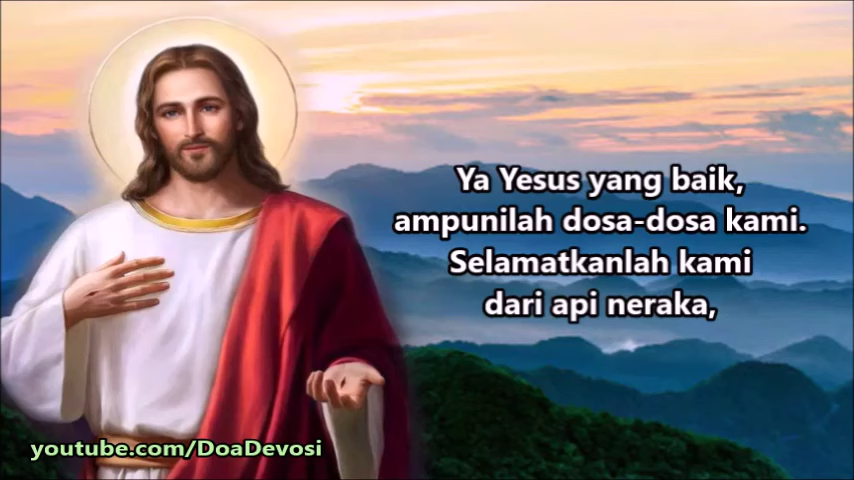 Ya Yesus yang baik,
ampunilah dosa-dosa kami.
Selamatkanlah kami
dari api neraka,
youtube.com/DoaDevosi